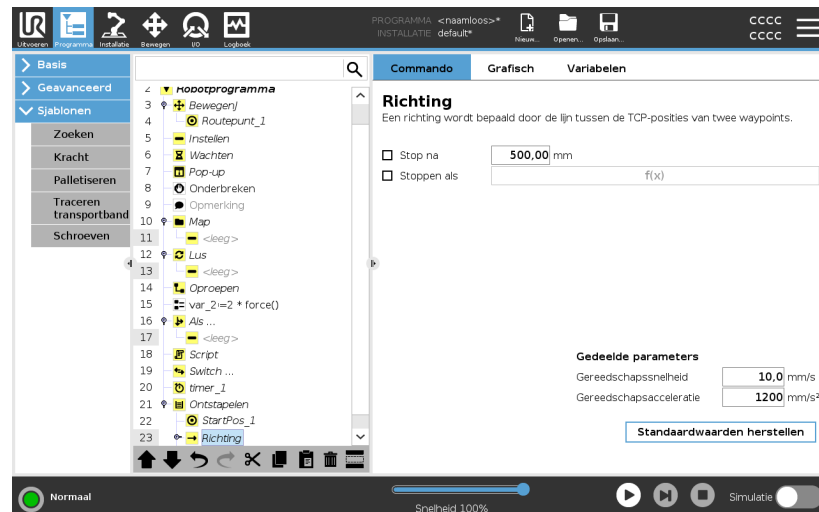 PROGRAMMA <naamloos>*
INSTALLATIE default*
UR
Uitvoeren Programma Installatie Bewegen I/O Logboek
Nieuw... Openen... Opslaan...
cccc
cccc
Basis
Geavanceerd
Sjablonen
Zoeken
Kracht
Palletiseren
Traceren
transportband
Schroeven
2 Robotprogramma
3 BewegenJ
4 Routepunt_1
5 Instellen
6 Wachten
7 Pop-up
8 Onderbreken
9 Opmerking
10 Map
11 <leeg>
12 Lus
13 <leeg>
14 Oproepen
15 var_2≔2 * force()
16 Als ...
17 <leeg>
18 Script
19 Switch ...
20 timer_1
21 Ontstapelen
22 StartPos_1
23 Richting
Commando Grafisch Variabelen
Richting
Een richting wordt bepaald door de lijn tussen de TCP-posities van twee waypoints.
Stop na 500,00 mm
Stoppen als f(x)
Gedeelde parameters
Gereedschapssnelheid 10,0 mm/s
Gereedschapsacceleratie 1200 mm/s²
Standaardwaarden herstellen
Normaal
Snelheid 100%
Simulatie